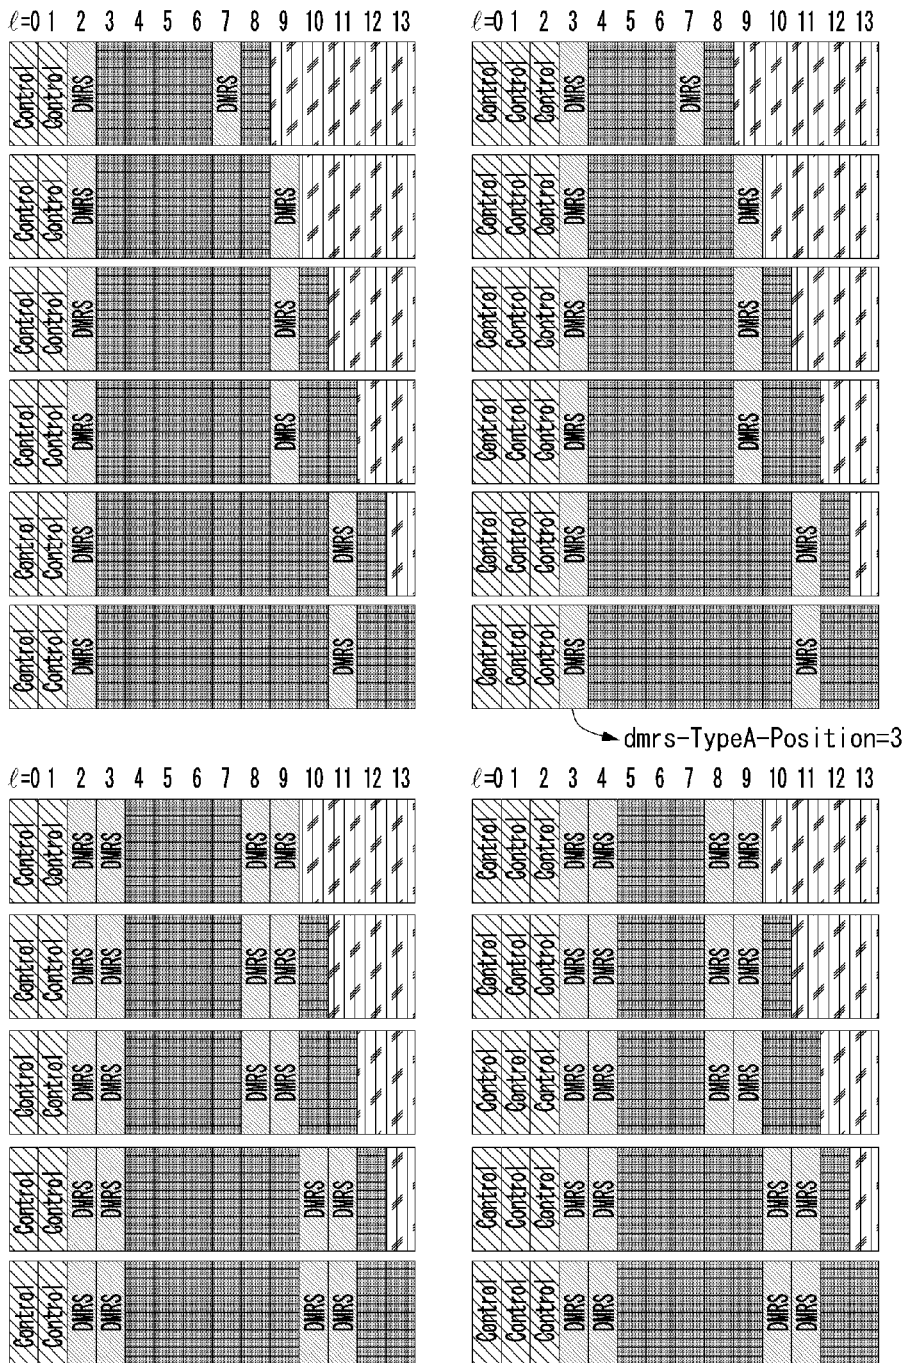 ℓ=0 1 2 3 4 5 6 7 8 9 10 11 12 13
Control Control DMRS DMRS
Control Control DMRS DMRS
Control Control DMRS DMRS
Control Control DMRS DMRS
Control Control DMRS DMRS
Control Control DMRS DMRS
ℓ=0 1 2 3 4 5 6 7 8 9 10 11 12 13
Control Control Control DMRS DMRS
Control Control Control DMRS DMRS
Control Control Control DMRS DMRS
Control Control Control DMRS DMRS
Control Control Control DMRS DMRS
Control Control Control DMRS DMRS
dmrs-TypeA-Position=3
ℓ=0 1 2 3 4 5 6 7 8 9 10 11 12 13
Control Control DMRS DMRS DMRS DMRS
Control Control DMRS DMRS DMRS DMRS
Control Control DMRS DMRS DMRS DMRS
Control Control DMRS DMRS DMRS DMRS
Control Control DMRS DMRS DMRS DMRS
ℓ=0 1 2 3 4 5 6 7 8 9 10 11 12 13
Control Control Control DMRS DMRS DMRS DMRS
Control Control Control DMRS DMRS DMRS DMRS
Control Control Control DMRS DMRS DMRS DMRS
Control Control Control DMRS DMRS DMRS DMRS
Control Control Control DMRS DMRS DMRS DMRS